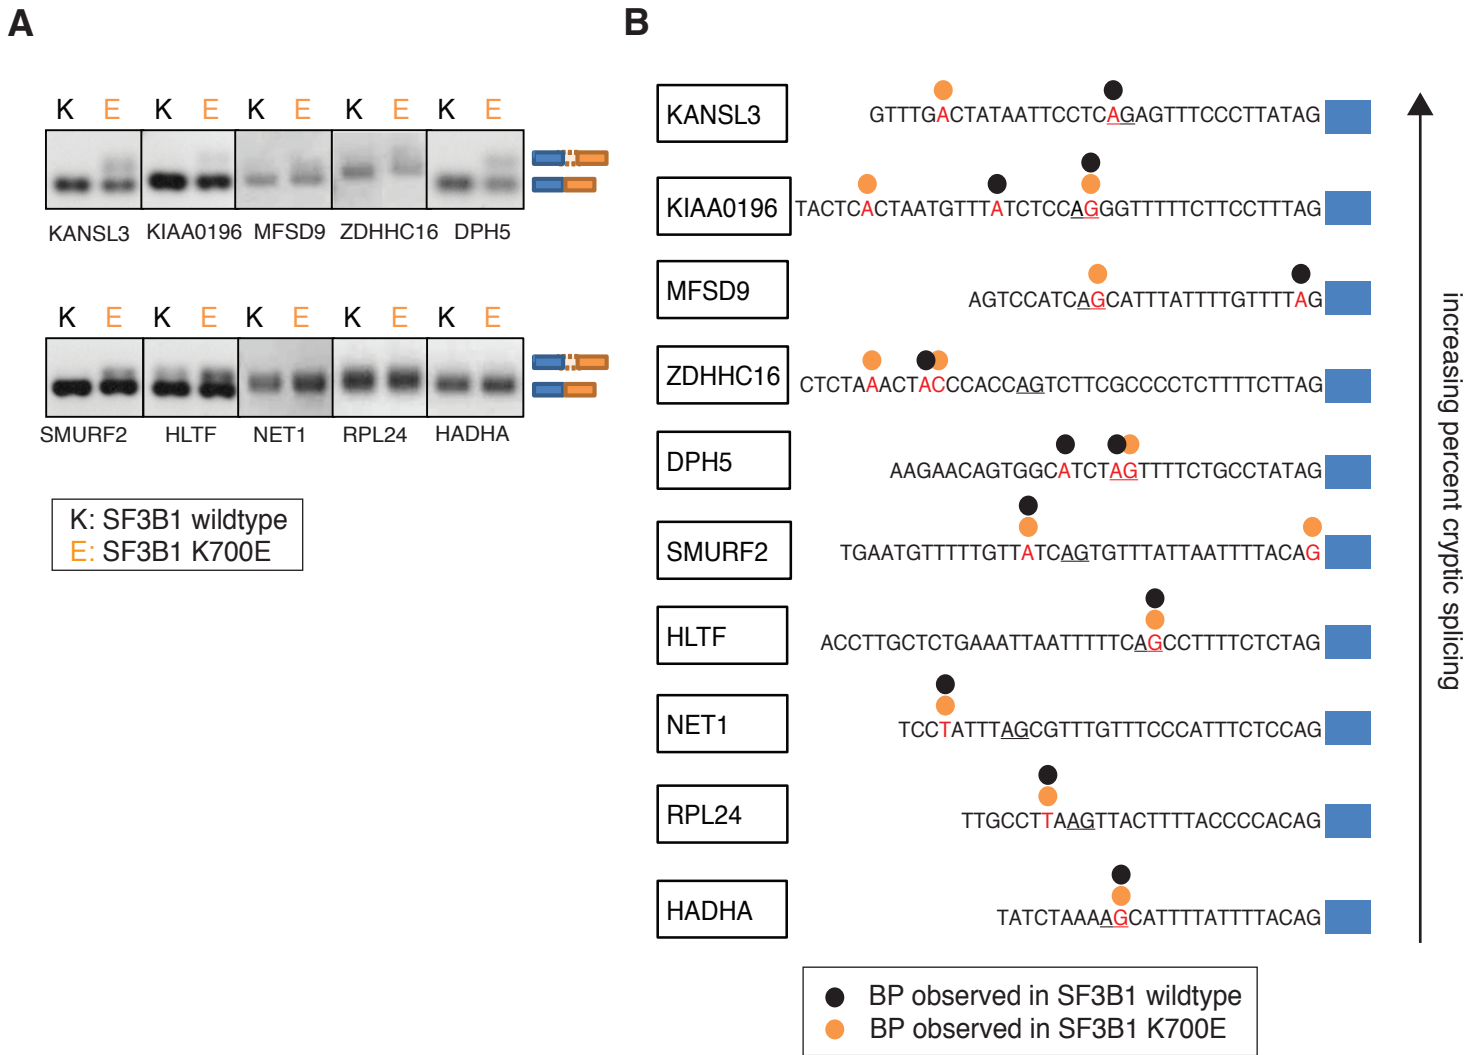 A
K E K E K E K E K E
KANSL3 KIAA0196 MFSD9 ZDHHC16 DPH5
K E K E K E K E K E
SMURF2 HLTF NET1 RPL24 HADHA
K: SF3B1 wildtype
E: SF3B1 K700E
B
KANSL3 GTTTGACTATAATTCCTCAGAGTTTCCCTTATAG
KIAA0196 TACTCACTAATGTTTATCTCCAGGGTTTTTCTTCCTTTAG
MFSD9 AGTCCATCAGCATTTATTTTGTTTTAG
ZDHHC16 CTCTAAACTACCCACCAGTCTTCGCCCCTCTTTTCTTAG
DPH5 AAGAACAGTGGCATCTAGTTTTCTGCCTATAG
SMURF2 TGAATGTTTTTGTTATCAGTGTTTATTAATTTTACAG
HLTF ACCTTGCTCTGAAATTAATTTTTCAGCCTTTTCTCTAG
NET1 TCCTATTTAGCGTTTGTTTCCCATTTCTCCAG
RPL24 TTGCCTTAAGTTACTTTTACCCCACAG
HADHA TATCTAAAAGCATTTTATTTTACAG
increasing percent cryptic splicing
BP observed in SF3B1 wildtype
BP observed in SF3B1 K700E